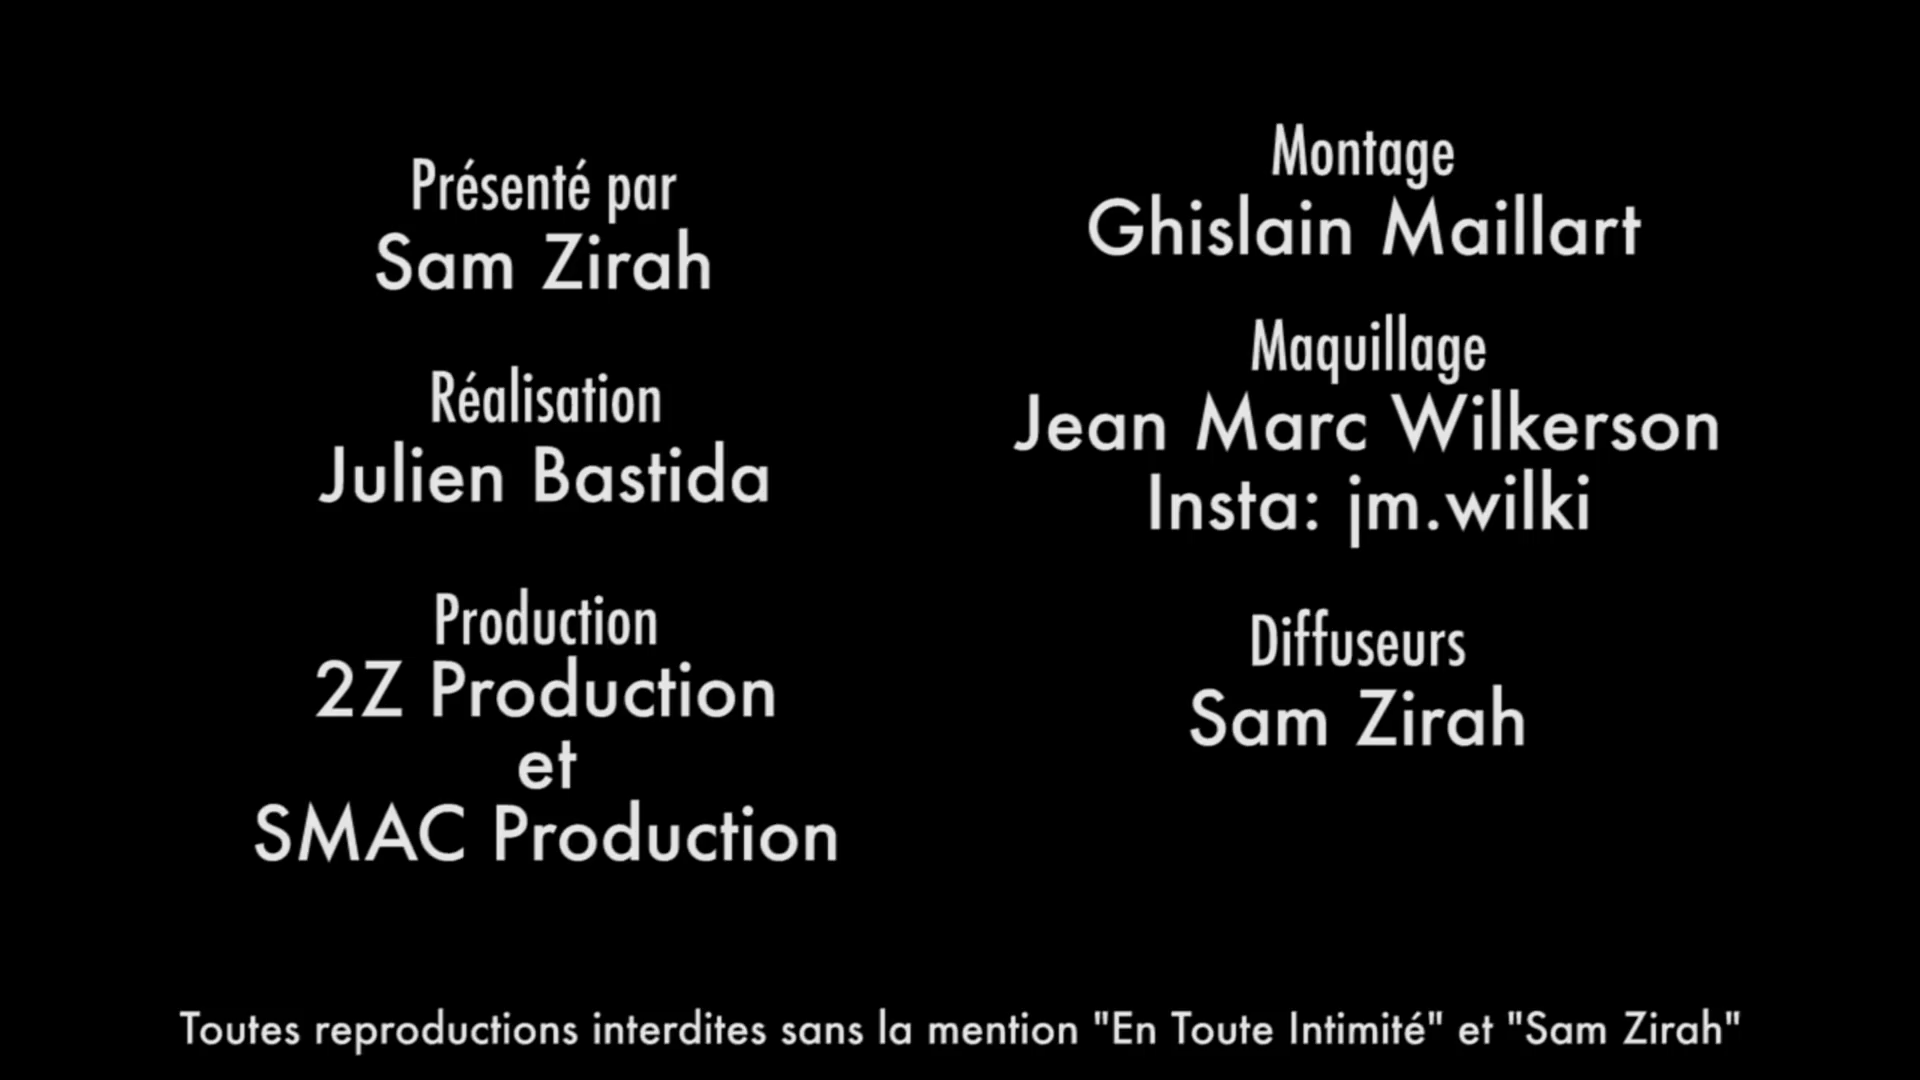 Présenté par
Sam Zirah
Réalisation
Julien Bastida
Production
2Z Production
et
SMAC Production
Montage
Ghislain Maillart
Maquillage
Jean Marc Wilkerson
Insta: jm.wilki
Diffuseurs
Sam Zirah
Toutes reproductions interdites sans la mention "En Toute Intimité" et "Sam Zirah"